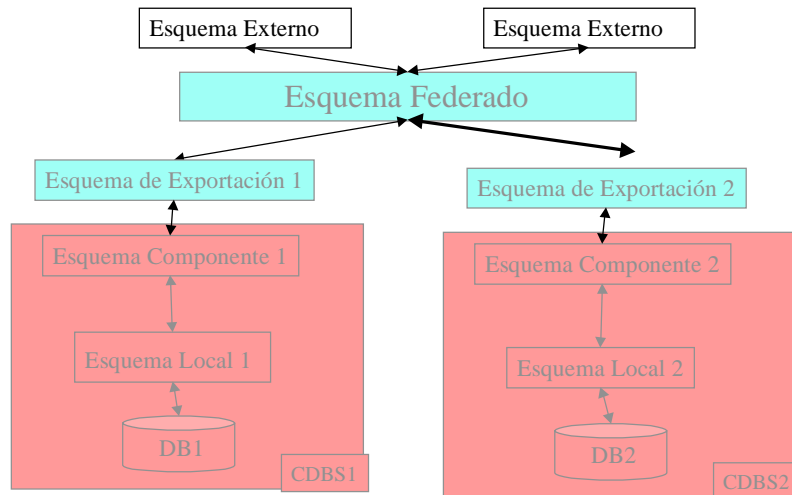 Esquema Externo
Esquema Externo
Esquema Federado
Esquema de Exportación 1
Esquema de Exportación 2
Esquema Componente 1
Esquema Componente 2
Esquema Local 1
Esquema Local 2
DB1
DB2
CDBS1
CDBS2